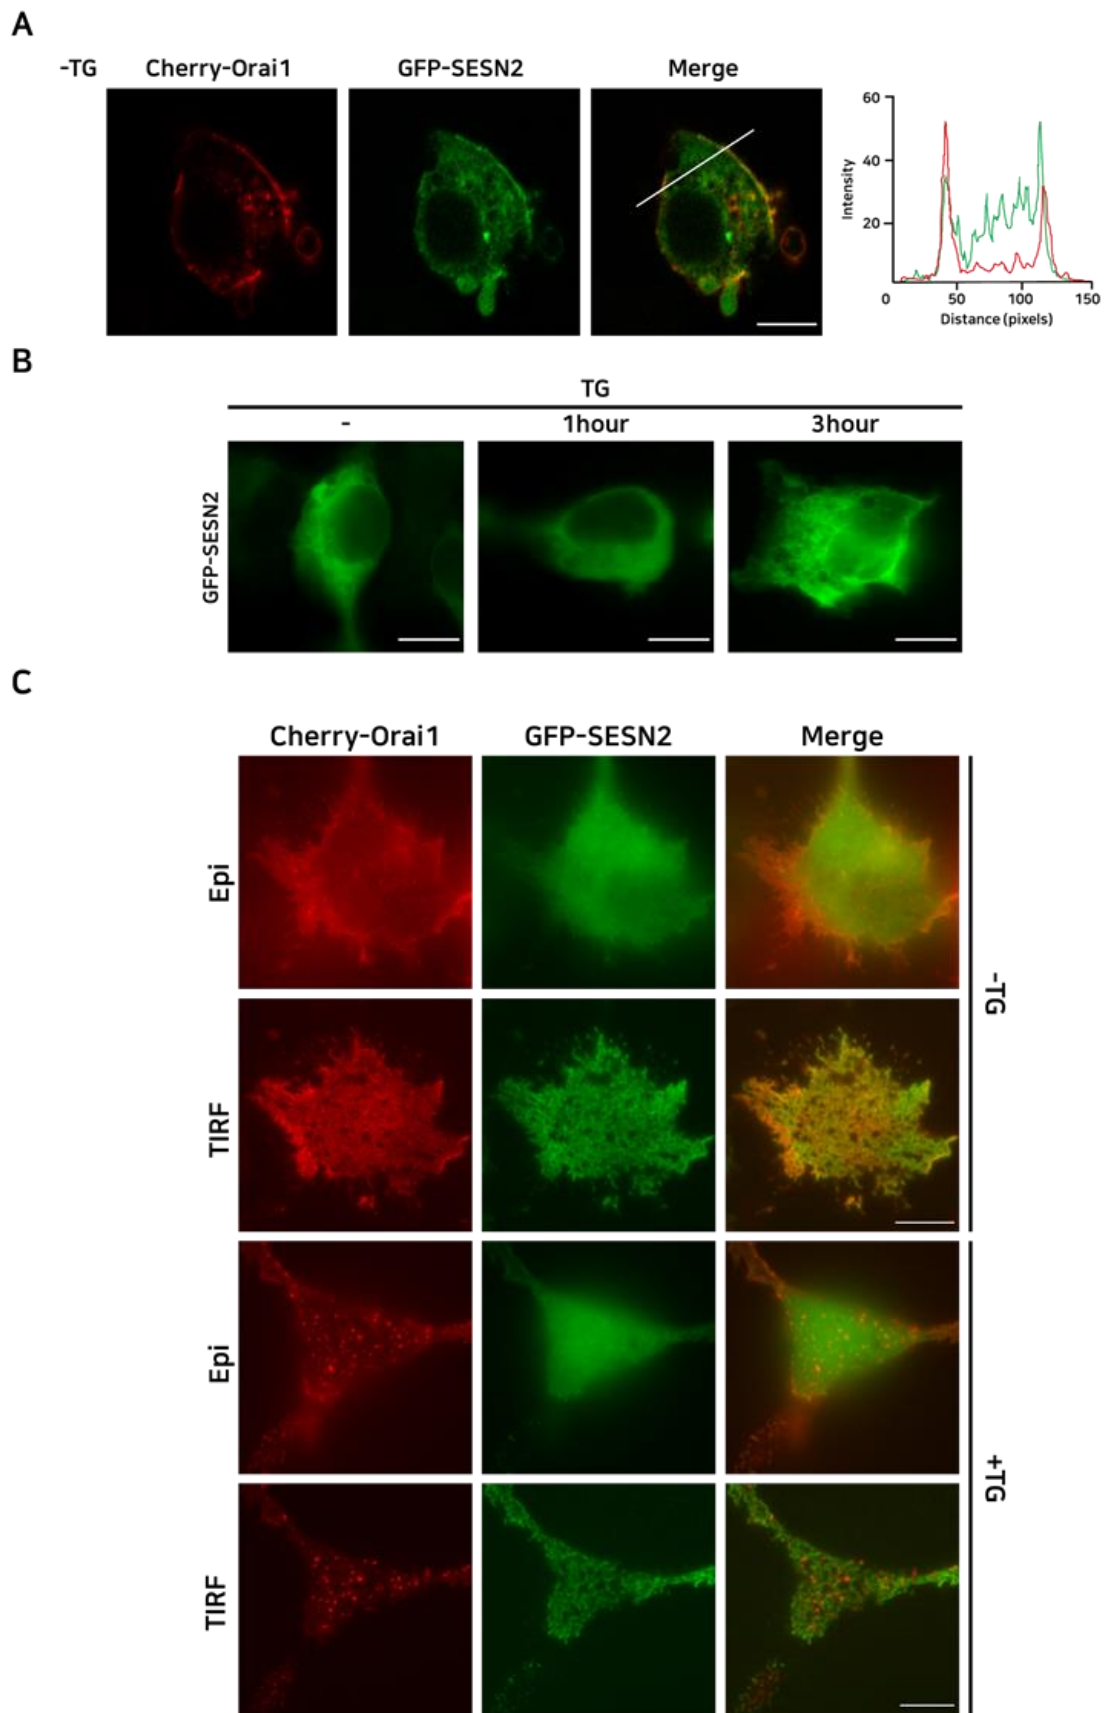 A
-TG Cherry-Orai1 GFP-SESN2 Merge
60
40
20
Intensity
0 50 100 150
Distance (pixels)
B
TG
- 1hour 3hour
GFP-SESN2
C
Cherry-Orai1 GFP-SESN2 Merge
Epi
-TG
TIRF
Epi
+TG
TIRF